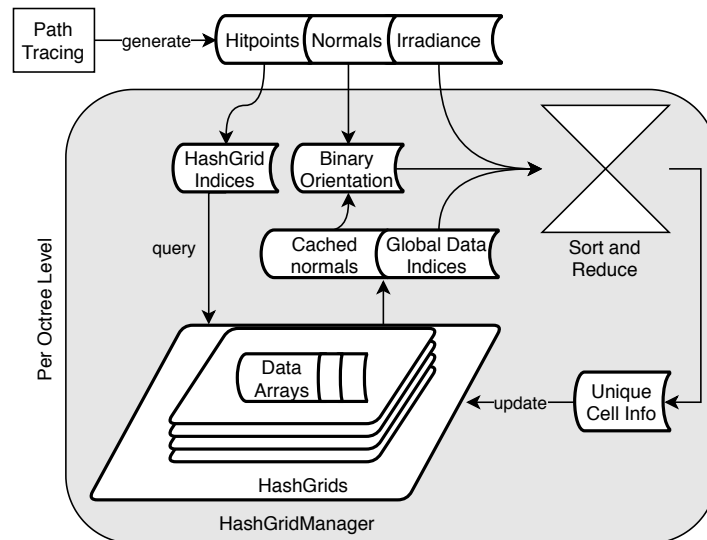 Path
Tracing
generate
Hitpoints
Normals
Irradiance
HashGrid
Indices
Binary
Orientation
query
Cached
normals
Global Data
Indices
Sort and
Reduce
Per Octree Level
Data
Arrays
update
Unique
Cell Info
HashGrids
HashGridManager